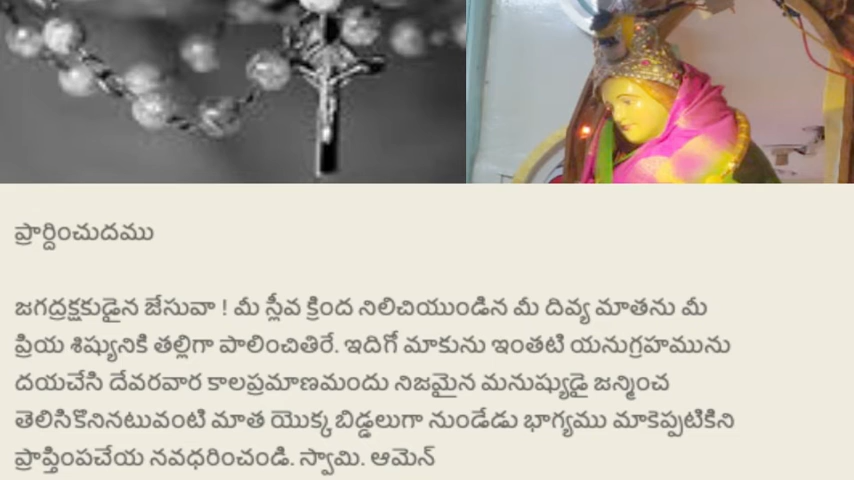 ప్రార్దించుదము
జగద్రక్షకుడైన జేసువా ! మీ స్లీవ క్రింద నిలిచియుండిన మీ దివ్య మాతను మీ
ప్రియ శిష్యునికి తల్లిగా పాలించితిరే. ఇదిగో మాకును ఇంతటి యనుగ్రహమును
దయచేసి దేవరవార కాలప్రమాణమందు నిజమైన మనుష్యుడై జన్మించ
తెలిసికొనినటువంటి మాత యొక్క బిడ్డలుగా నుండేడు భాగ్యము మాకెప్పటికిని
ప్రాప్తింపచేయ నవధరించండి. స్వామి. ఆమెన్